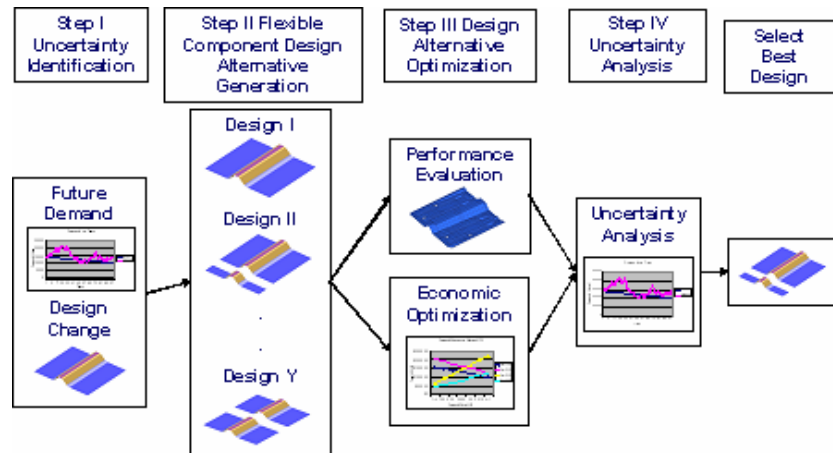 Step I
Uncertainty
Identification
Step II Flexible
Component Design
Alternative
Generation
Step III Design
Alternative
Optimization
Step IV
Uncertainty
Analysis
Select
Best
Design
Future
Demand
Design
Change
Design I
Design II
.
.
Design Y
Performance
Evaluation
Economic
Optimization
Uncertainty
Analysis